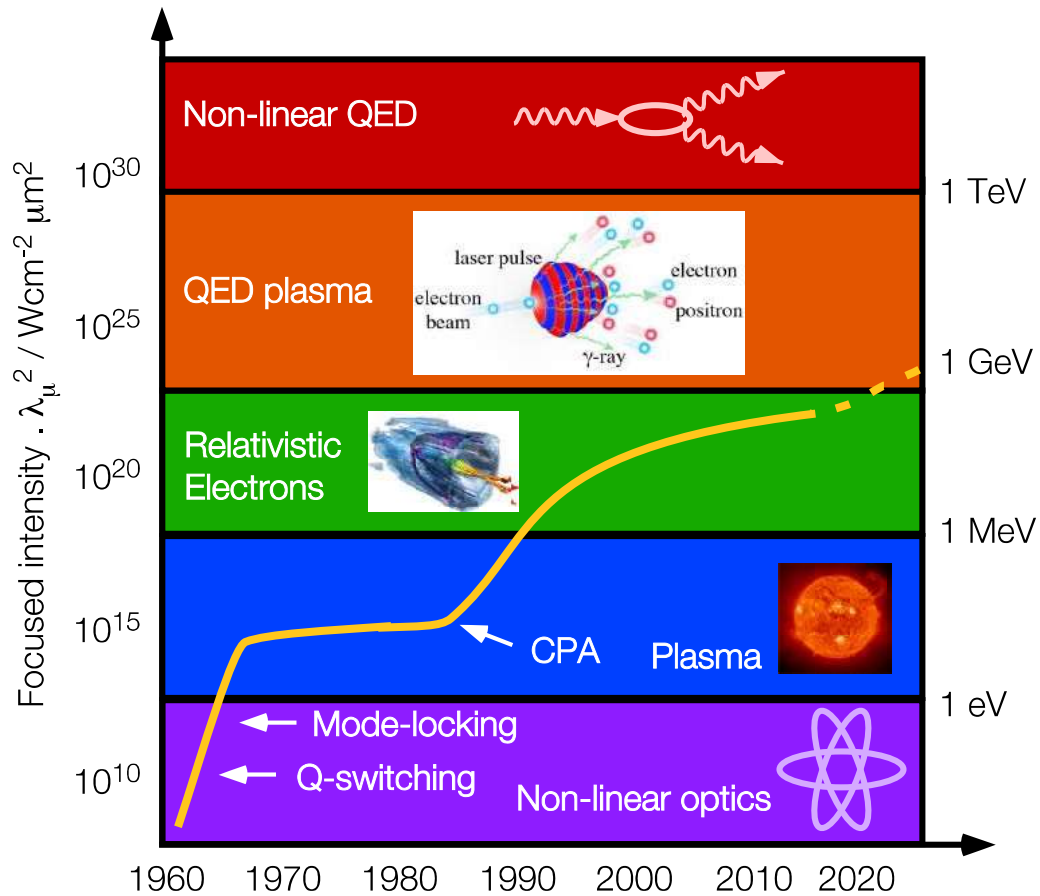 Focused intensity . λμ² / Wcm⁻² μm²
10³⁰
10²⁵
10²⁰
10¹⁵
10¹⁰
Non-linear QED
1 TeV
QED plasma
laser pulse
electron
beam
electron
positron
γ-ray
1 GeV
Relativistic
Electrons
1 MeV
CPA
Plasma
1 eV
Mode-locking
Q-switching
Non-linear optics
1960 1970 1980 1990 2000 2010 2020